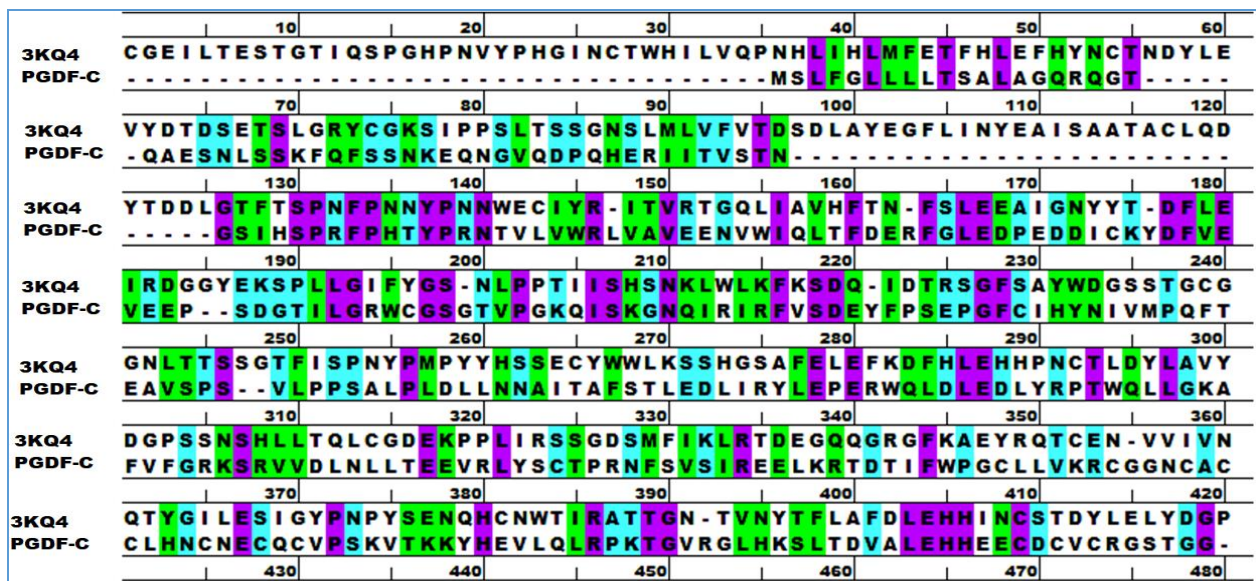 10 20 30 40 50 60
3KQ4 CGEILTESTGTIQSPGHPNVYPHGINCTWHILVQPNHLIHLMFETFHLEFHYNCTNDYLE
PGDF-C -----------------------------------MSLFGLLLLTSALAGQRQGT-----
70 80 90 100 110 120
3KQ4 VYDTDSETSLGRYCGKSIPPSLTSSGNSLMLVFVTDSDLAYEGFLINYEAISAATACLQD
PGDF-C -QAESNLSSKFQFSSNKEQNGVQDPQHERIITVSTN------------------------
130 140 150 160 170 180
3KQ4 YTDDLGTFTSPNFPNNYPNNWECIYR-ITVRTGQLIAVHFTN-FSLEEAIGNYYT-DFLE
PGDF-C -----GSIHSPRFPHTYPRNTVLVWRLVAVEENVWIQLTFDERFGLEDPEDDICKYDFVE
190 200 210 220 230 240
3KQ4 IRDGGYEKSPLLGIFYGS-NLPPTIISHSNKLWLKFKSDQ-IDTRSGFSAYWDGSSTGCG
PGDF-C VEEP--SDGTILGRWCGSGTVPGKQISKGNQIRIRFVSDEYFPSEPGFCIHYNIVMPQFT
250 260 270 280 290 300
3KQ4 GNLTTSSGTFISPNYPMPYYHSSECYWWLKSSHGSAFELEFKDFHLEHHPNCTLDYLAVY
PGDF-C EAVSPS--VLPPSALPLDLLNNAITAFSTLEDLIRYLEPERWQLDLEDLYRPTWQLLGKA
310 320 330 340 350 360
3KQ4 DGPSSNSHLLTQLCGDEKPPLIRSSGDSMFIKLRTDEGQQGRGFKAEYRQTCEN-VVIVN
PGDF-C FVFGRKSRVVDLNLLTEEVRLYSCTPRNFSVSIREELKRTDTIFWPGCLLVKRCGGNCAC
370 380 390 400 410 420
3KQ4 QTYGILESIGYPNPYSENQHCNWTIRATTGN-TVNYTFLAFDLEHHINCSTDYLELYDGP
PGDF-C CLHNCNECQCVPSKVTKKYHEVLQLRPKTGVRGLHKSLTDVALEHHEECDCVCRGSTGG-
430 440 450 460 470 480